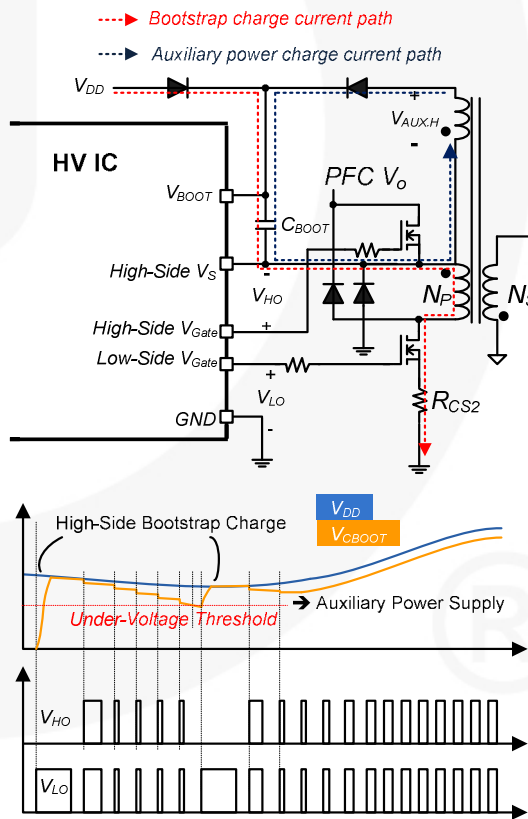 Bootstrap charge current path
Auxiliary power charge current path
VDD
+
VAUX.H
-
HV IC
PFC Vo
VBOOT
CBOOT
High-Side VS
-
VHO
NP
High-Side VGate
+
Low-Side VGate
+
VLO
RCS2
GND
-
High-Side Bootstrap Charge
VDD
VCBOOT
Under-Voltage Threshold
Auxiliary Power Supply
VHO
VLO
®